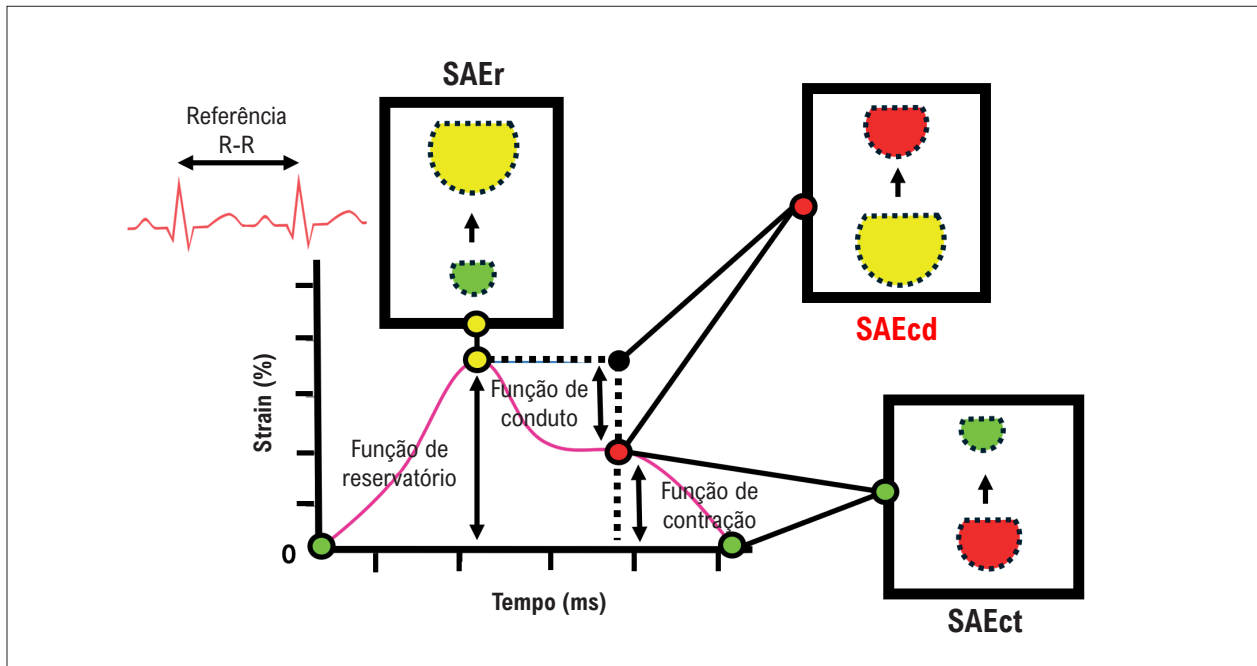 SAEr
Referência
R-R
SAEcd
Strain (%)
Função de
conduto
Função de
reservatório
Função de
contração
0
Tempo (ms)
SAEct